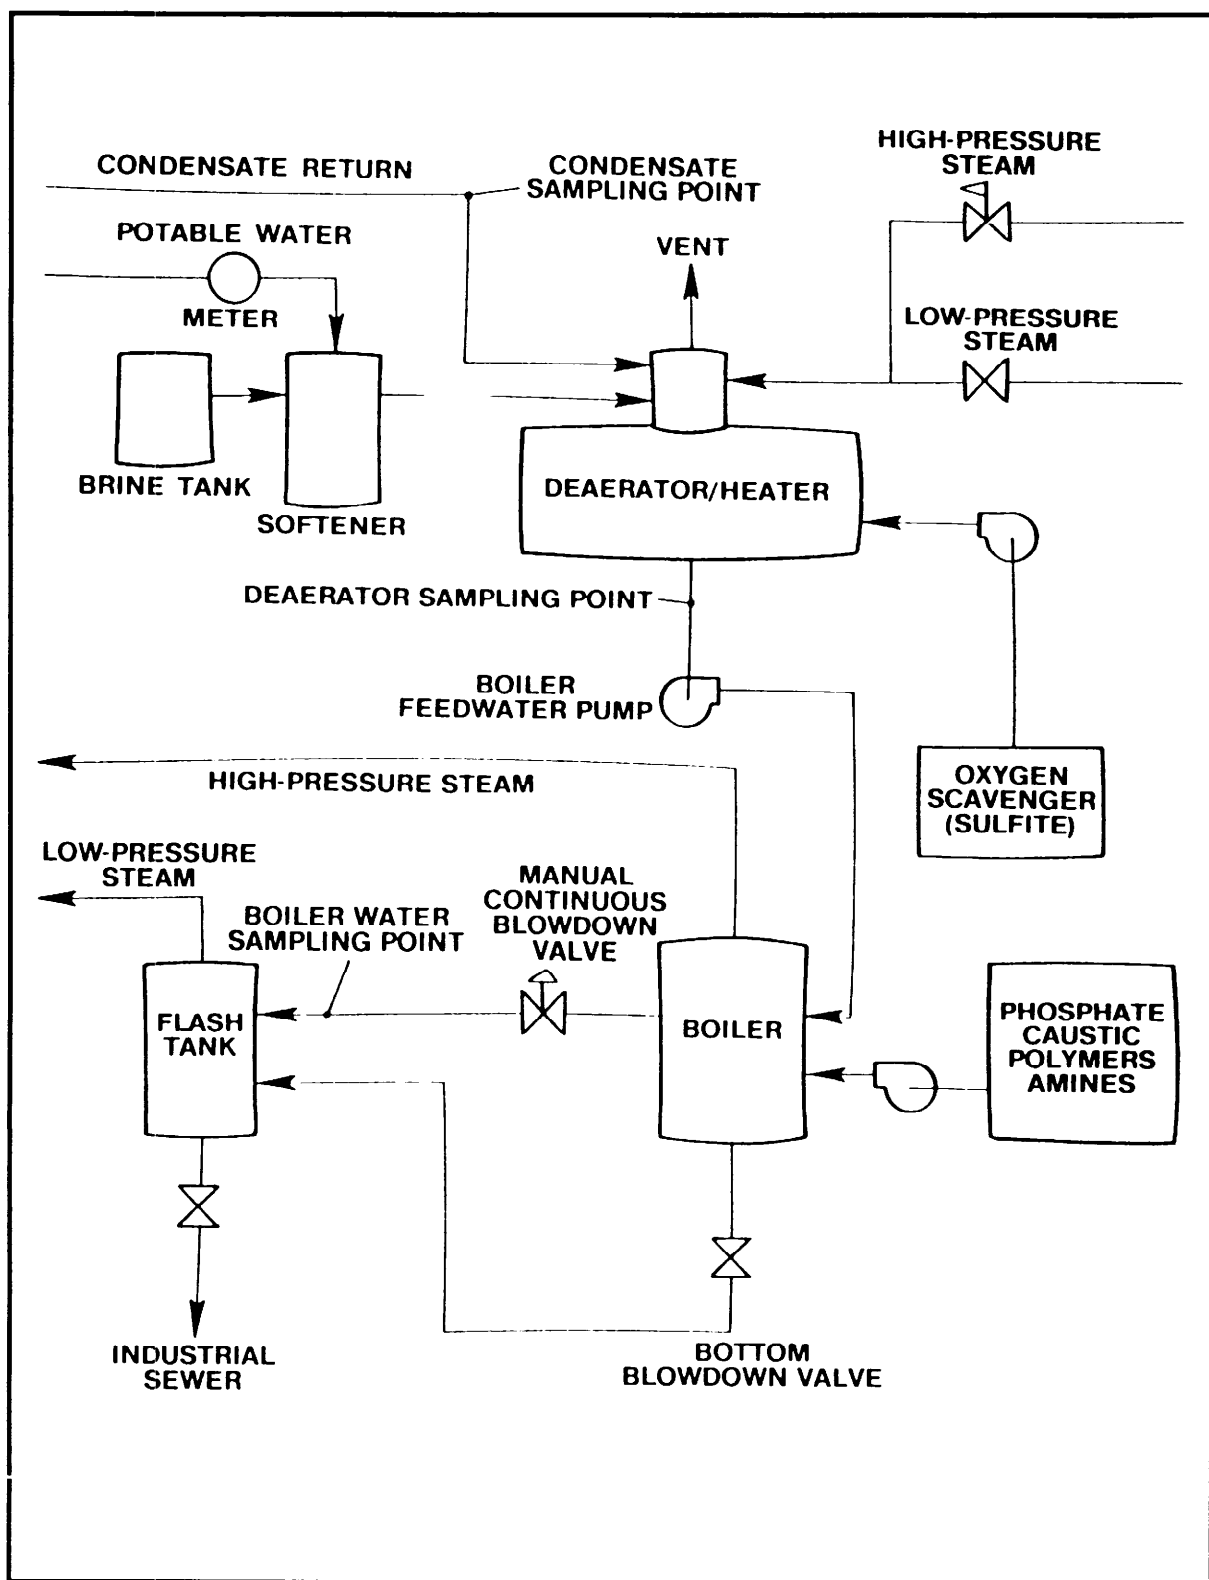 CONDENSATE RETURN
CONDENSATE
SAMPLING POINT
HIGH-PRESSURE
STEAM
POTABLE WATER
METER
VENT
LOW-PRESSURE
STEAM
BRINE TANK
SOFTENER
DEAERATOR/HEATER
DEAERATOR SAMPLING POINT
BOILER
FEEDWATER PUMP
OXYGEN
SCAVENGER
(SULFITE)
HIGH-PRESSURE STEAM
LOW-PRESSURE
STEAM
BOILER WATER
SAMPLING POINT
MANUAL
CONTINUOUS
BLOWDOWN
VALVE
FLASH
TANK
BOILER
PHOSPHATE
CAUSTIC
POLYMERS
AMINES
INDUSTRIAL
SEWER
BOTTOM
BLOWDOWN VALVE